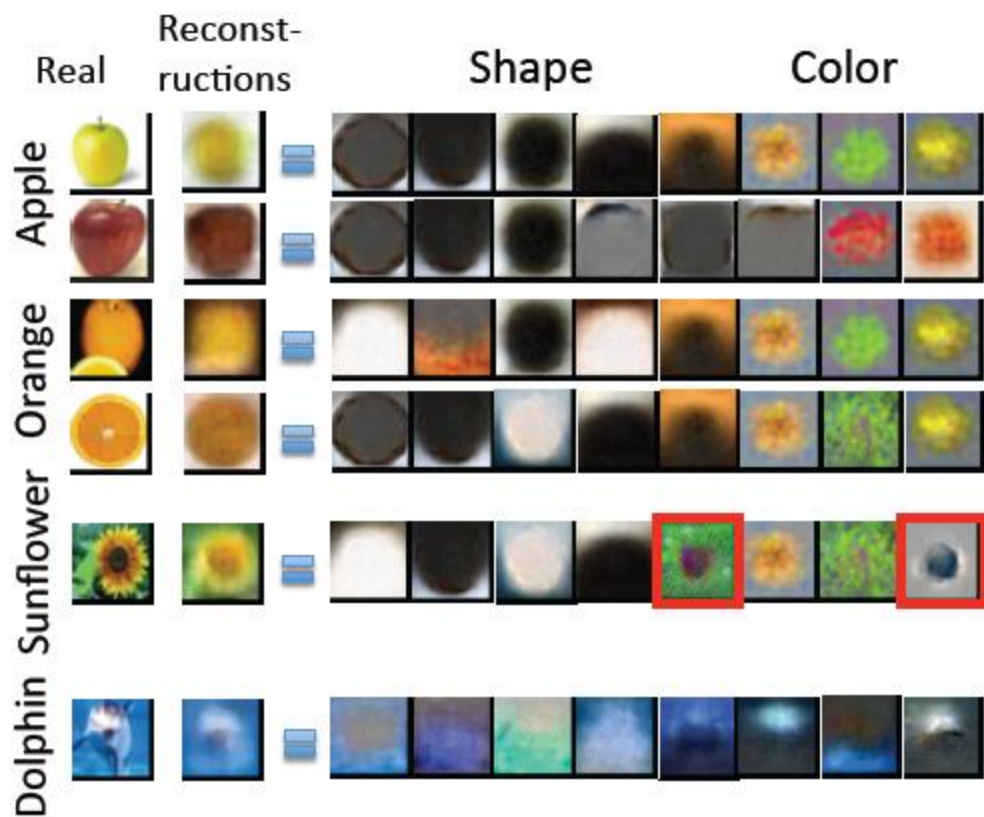 Real
Reconst-
ructions
Shape
Color
Apple
Orange
Sunflower
Dolphin